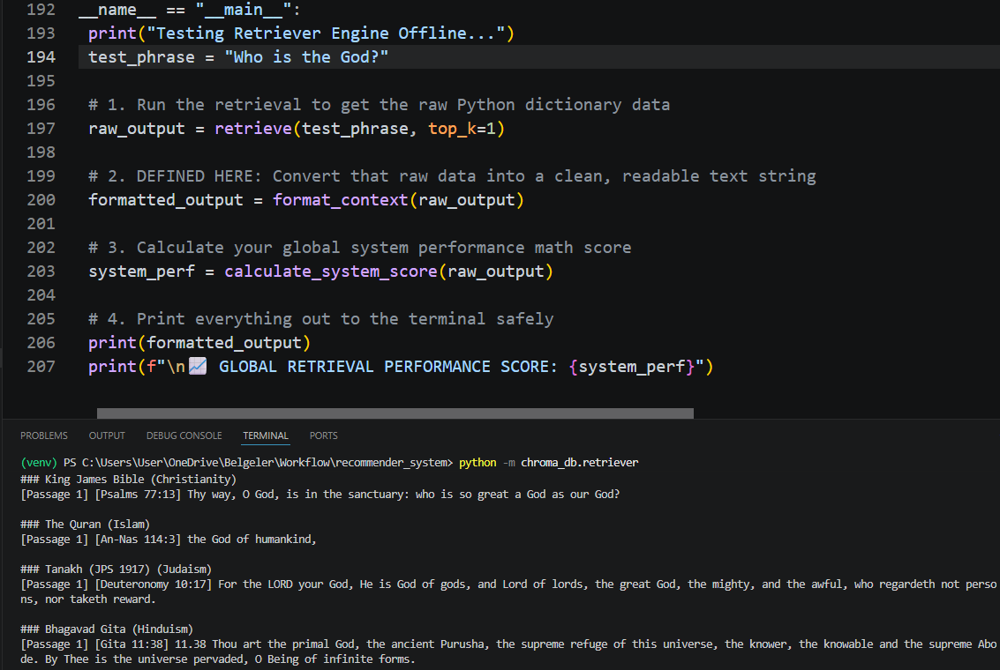 192 __name__ == "__main__":
193 print("Testing Retriever Engine Offline...")
194 test_phrase = "Who is the God?"
195
196 # 1. Run the retrieval to get the raw Python dictionary data
197 raw_output = retrieve(test_phrase, top_k=1)
198
199 # 2. DEFINED HERE: Convert that raw data into a clean, readable text string
200 formatted_output = format_context(raw_output)
201
202 # 3. Calculate your global system performance math score
203 system_perf = calculate_system_score(raw_output)
204
205 # 4. Print everything out to the terminal safely
206 print(formatted_output)
207 print(f"\n📈 GLOBAL RETRIEVAL PERFORMANCE SCORE: {system_perf}")
PROBLEMS OUTPUT DEBUG CONSOLE TERMINAL PORTS
(venv) PS C:\Users\User\OneDrive\Belgeler\Workflow\recommender_system> python -m chroma_db.retriever
### King James Bible (Christianity)
[Passage 1] [Psalms 77:13] Thy way, O God, is in the sanctuary: who is so great a God as our God?
### The Quran (Islam)
[Passage 1] [An-Nas 114:3] the God of humankind,
### Tanakh (JPS 1917) (Judaism)
[Passage 1] [Deuteronomy 10:17] For the LORD your God, He is God of gods, and Lord of lords, the great God, the mighty, and the awful, who regardeth not perso
ns, nor taketh reward.
### Bhagavad Gita (Hinduism)
[Passage 1] [Gita 11:38] 11.38 Thou art the primal God, the ancient Purusha, the supreme refuge of this universe, the knower, the knowable and the supreme Abo
de. By Thee is the universe pervaded, O Being of infinite forms.